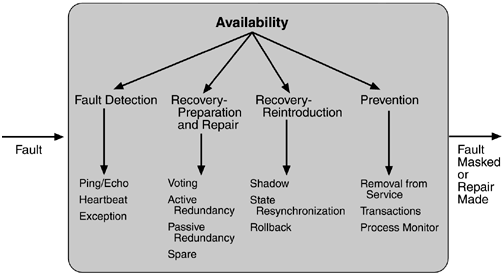 Availability
Fault Detection
Recovery-
Preparation
and Repair
Recovery-
Reintroduction
Prevention
Fault
Fault
Masked
or
Repair
Made
Ping/Echo
Heartbeat
Exception
Voting
Active
Redundancy
Passive
Redundancy
Spare
Shadow
State
Resynchronization
Rollback
Removal from
Service
Transactions
Process Monitor